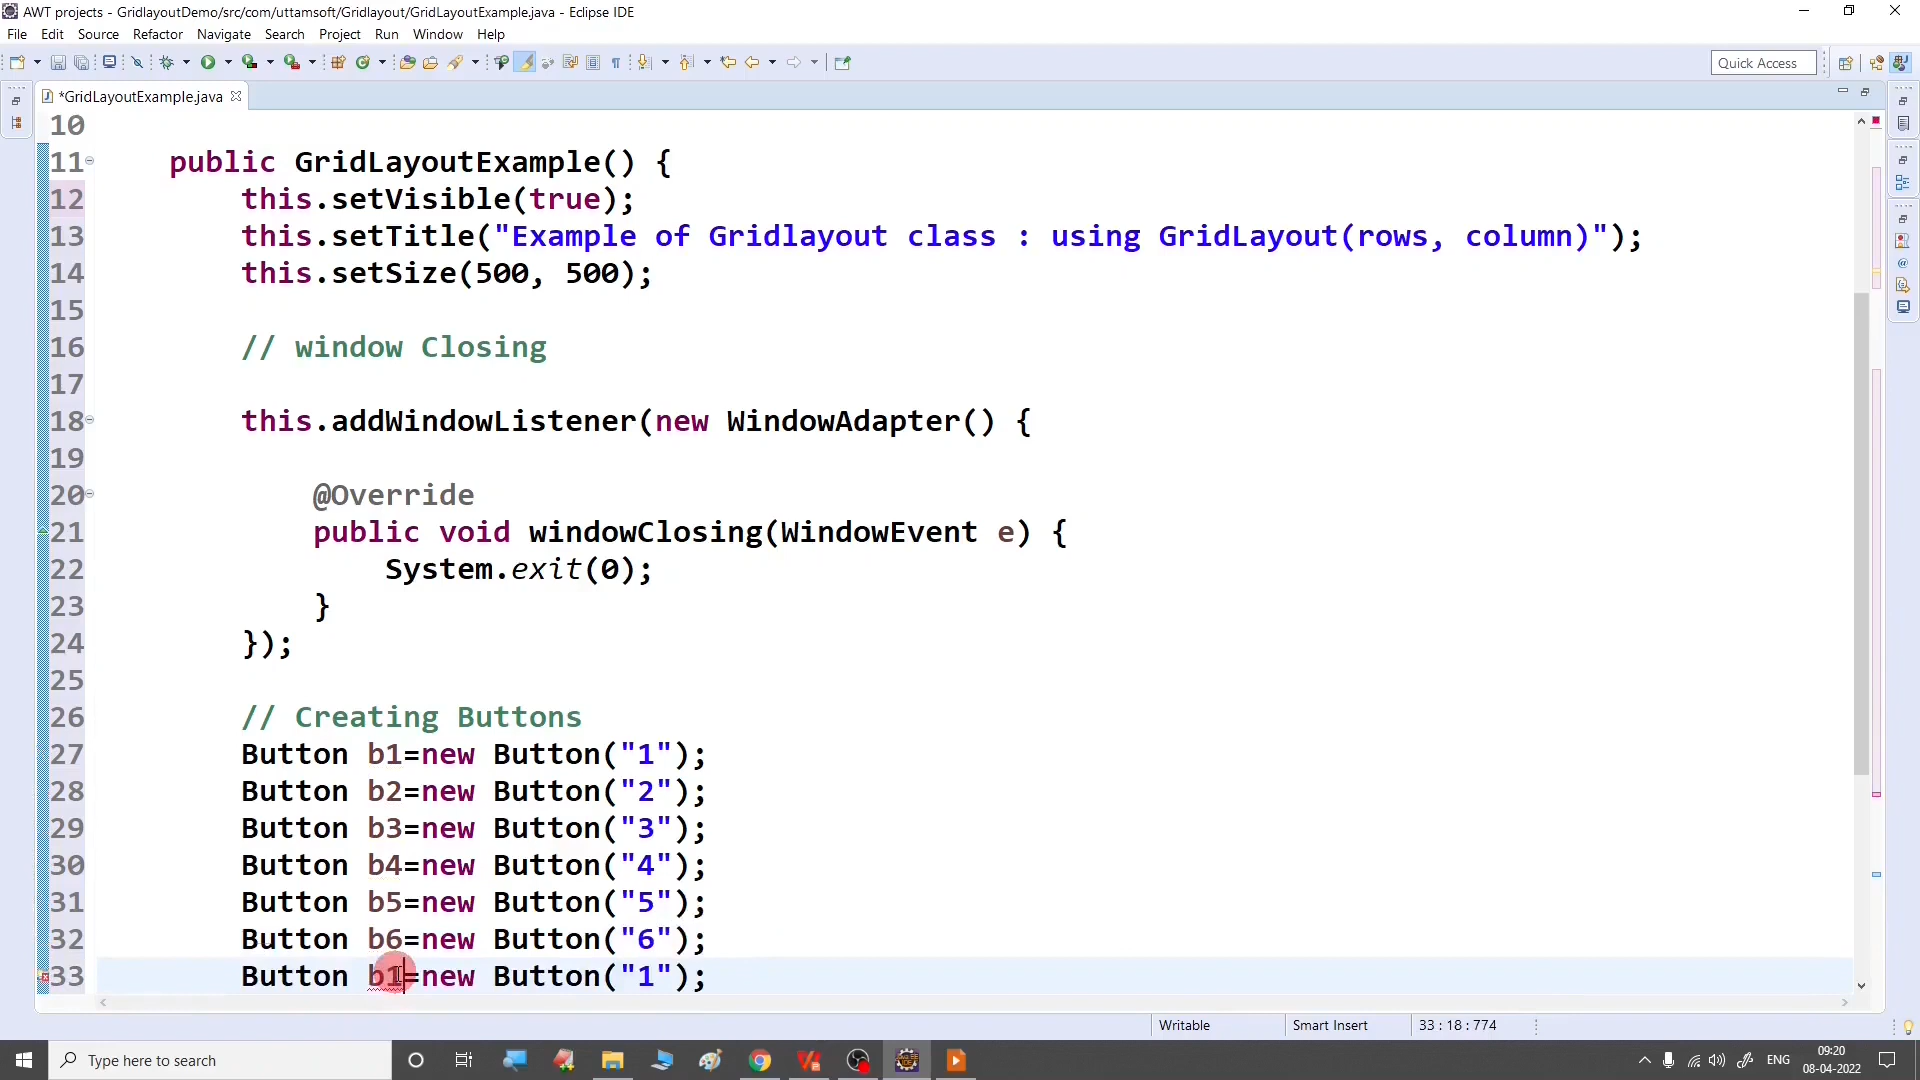 AWT projects - GridlayoutDemo/src/com/uttamsoft/Gridlayout/GridLayoutExample.java - Eclipse IDE
File Edit Source Refactor Navigate Search Project Run Window Help
Quick Access
*GridLayoutExample.java
10
11 public GridLayoutExample() {
12 this.setVisible(true);
13 this.setTitle("Example of Gridlayout class : using GridLayout(rows, column)");
14 this.setSize(500, 500);
15
16 // window Closing
17
18 this.addWindowListener(new WindowAdapter() {
19
20 @Override
21 public void windowClosing(WindowEvent e) {
22 System.exit(0);
23 }
24 });
25
26 // Creating Buttons
27 Button b1=new Button("1");
28 Button b2=new Button("2");
29 Button b3=new Button("3");
30 Button b4=new Button("4");
31 Button b5=new Button("5");
32 Button b6=new Button("6");
33 Button b1=new Button("1");
Writable Smart Insert 33 : 18 : 774
Type here to search
ENG 09:20
08-04-2022